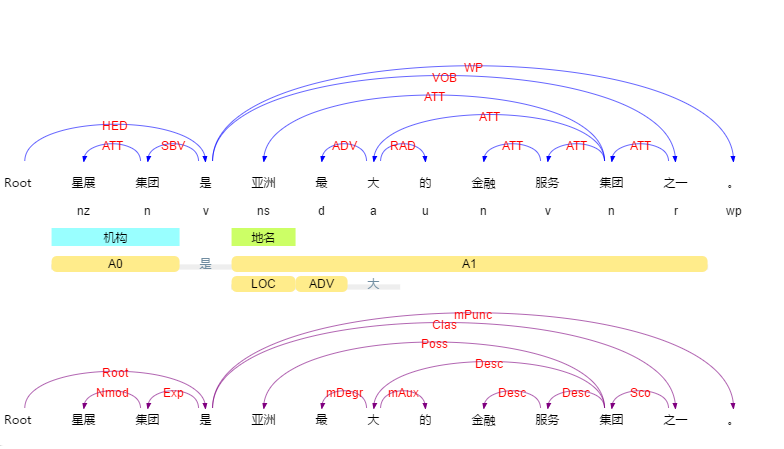 WP
VOB
ATT
ATT
HED
ATT SBV ADV RAD ATT ATT ATT
Root 星展 集团 是 亚洲 最 大 的 金融 服务 集团 之一 。
nz n v ns d a u n v n r wp
机构 地名
A0 是 A1
LOC ADV 大
mPunc
Clas
Poss
Desc
Root
Nmod Exp mDegr mAux Desc Desc Sco
Root 星展 集团 是 亚洲 最 大 的 金融 服务 集团 之一 。